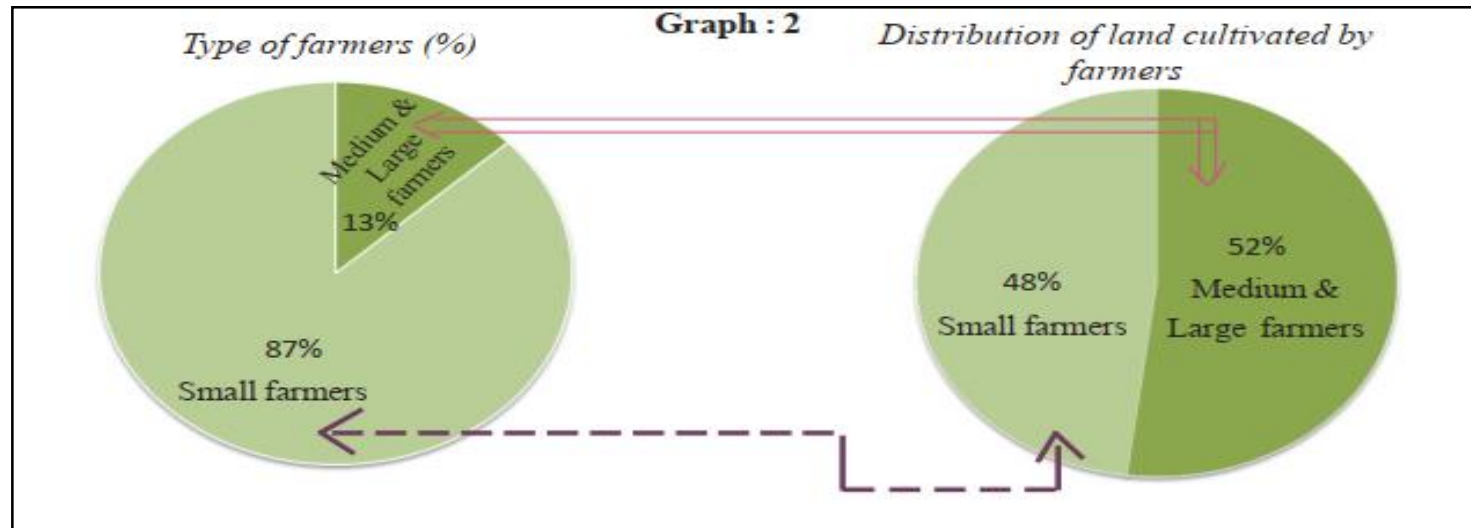 Graph : 2
Type of farmers (%)
Medium &
Large
farmers
13%
87%
Small farmers
Distribution of land cultivated by
farmers
48%
Small farmers
52%
Medium &
Large farmers